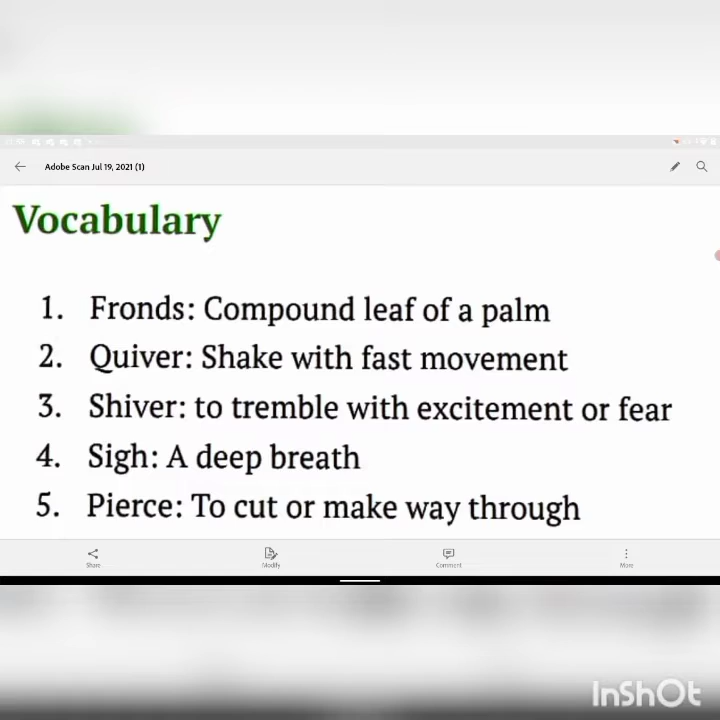 Adobe Scan Jul 19, 2021 (1)
Vocabulary
1. Fronds: Compound leaf of a palm
2. Quiver: Shake with fast movement
3. Shiver: to tremble with excitement or fear
4. Sigh: A deep breath
5. Pierce: To cut or make way through
Share Modify Comment More
InShOt